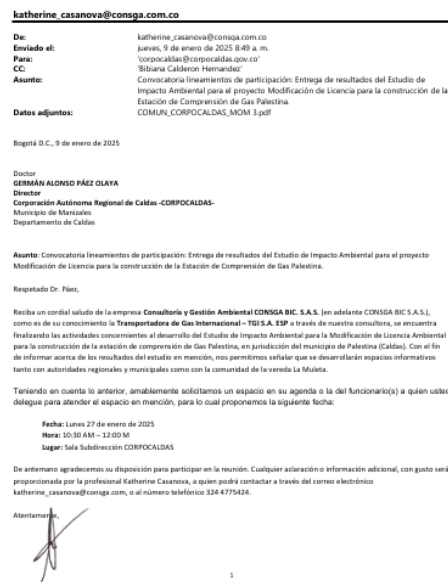 katherine_casanova@consga.com.co
De: katherine_casanova@consga.com.co
Enviado el: jueves, 9 de enero de 2025 8:49 a. m.
Para: 'corpocaldas@corpocaldas.gov.co'
CC: 'Bibiana Calderon Hernandez'
Asunto: Convocatoria lineamientos de participación: Entrega de resultados del Estudio de
Impacto Ambiental para el proyecto Modificación de Licencia para la construcción de la
Estación de Comprensión de Gas Palestina.
Datos adjuntos: COMUN_CORPOCALDAS_MOM 3.pdf
Bogotá D.C., 9 de enero de 2025
Doctor
GERMÁN ALONSO PÁEZ OLAYA
Director
Corporación Autónoma Regional de Caldas -CORPOCALDAS-
Municipio de Manizales
Departamento de Caldas
Asunto: Convocatoria lineamientos de participación: Entrega de resultados del Estudio de Impacto Ambiental para el proyecto
Modificación de Licencia para la construcción de la Estación de Comprensión de Gas Palestina.
Respetado Dr. Páez,
Reciba un cordial saludo de la empresa Consultoría y Gestión Ambiental CONSGA BIC. S.A.S. (en adelante CONSGA BIC S.A.S.),
como es de su conocimiento la Transportadora de Gas Internacional – TGI S.A. ESP a través de nuestra consultora, se encuentra
finalizando las actividades concernientes al desarrollo del Estudio de Impacto Ambiental para la Modificación de Licencia Ambiental
para la construcción de la estación de comprensión de Gas Palestina, en jurisdicción del municipio de Palestina (Caldas). Con el fin
de informar acerca de los resultados del estudio en mención, nos permitimos señalar que se desarrollarán espacios informativos
tanto con autoridades regionales y municipales como con la comunidad de la vereda La Muleta.
Teniendo en cuenta lo anterior, amablemente solicitamos un espacio en su agenda o la del funcionario(s) a quien usted
delegue para atender el espacio en mención, para lo cual proponemos la siguiente fecha:
Fecha: Lunes 27 de enero de 2025
Hora: 10:30 AM – 12:00 M
Lugar: Sala Subdirección CORPOCALDAS
De antemano agradecemos su disposición para participar en la reunión. Cualquier aclaración o información adicional, con gusto será
proporcionada por la profesional Katherine Casanova, a quien podrá contactar a través del correo electrónico
katherine_casanova@consga.com, o al número telefónico 324 4775424.
Atentamente,
1